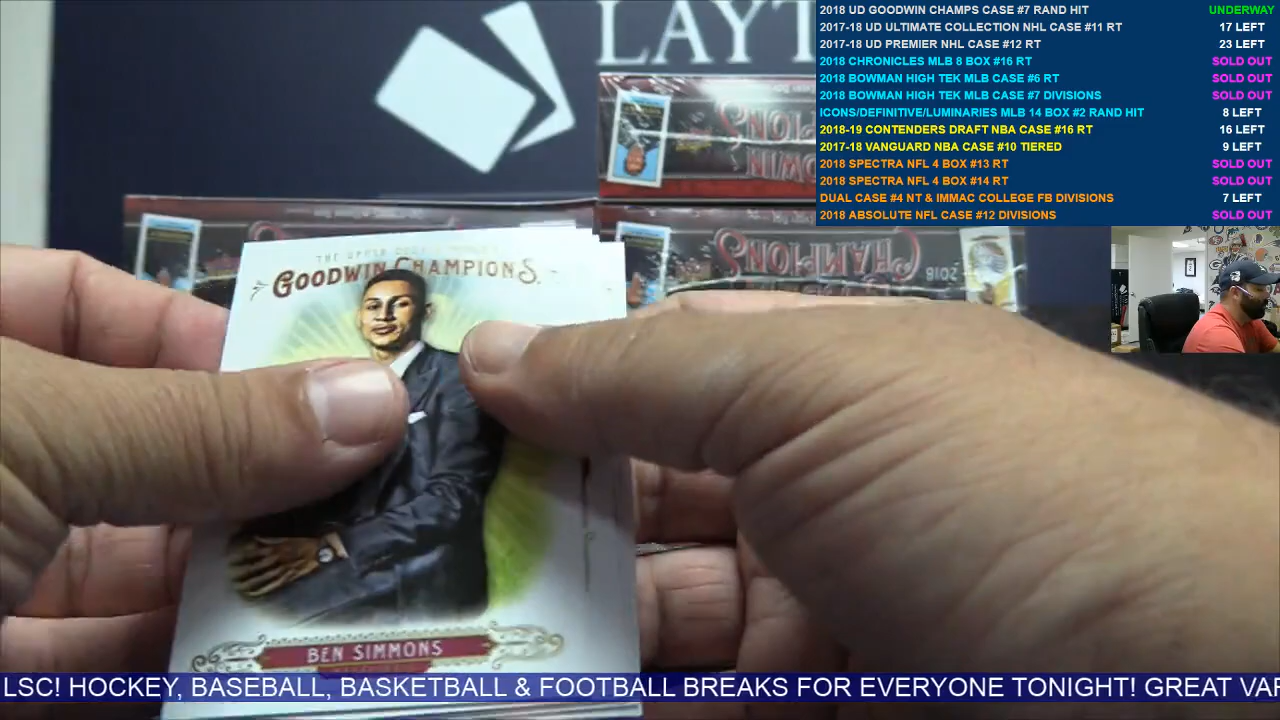 LAYT
2018 UD GOODWIN CHAMPS CASE #7 RAND HIT UNDERWAY
2017-18 UD ULTIMATE COLLECTION NHL CASE #11 RT 17 LEFT
2017-18 UD PREMIER NHL CASE #12 RT 23 LEFT
2018 CHRONICLES MLB 8 BOX #16 RT SOLD OUT
2018 BOWMAN HIGH TEK MLB CASE #6 RT SOLD OUT
2018 BOWMAN HIGH TEK MLB CASE #7 DIVISIONS SOLD OUT
ICONS/DEFINITIVE/LUMINARIES MLB 14 BOX #2 RAND HIT 8 LEFT
2018-19 CONTENDERS DRAFT NBA CASE #16 RT 16 LEFT
2017-18 VANGUARD NBA CASE #10 TIERED 9 LEFT
2018 SPECTRA NFL 4 BOX #13 RT SOLD OUT
2018 SPECTRA NFL 4 BOX #14 RT SOLD OUT
DUAL CASE #4 NT & IMMAC COLLEGE FB DIVISIONS 7 LEFT
2018 ABSOLUTE NFL CASE #12 DIVISIONS SOLD OUT
GOODWIN CHAMPIONS
CHAMPIONS
2018
GOODWIN CHAMPIONS.
BEN SIMMONS
LSC! HOCKEY, BASEBALL, BASKETBALL & FOOTBALL BREAKS FOR EVERYONE TONIGHT! GREAT VAR